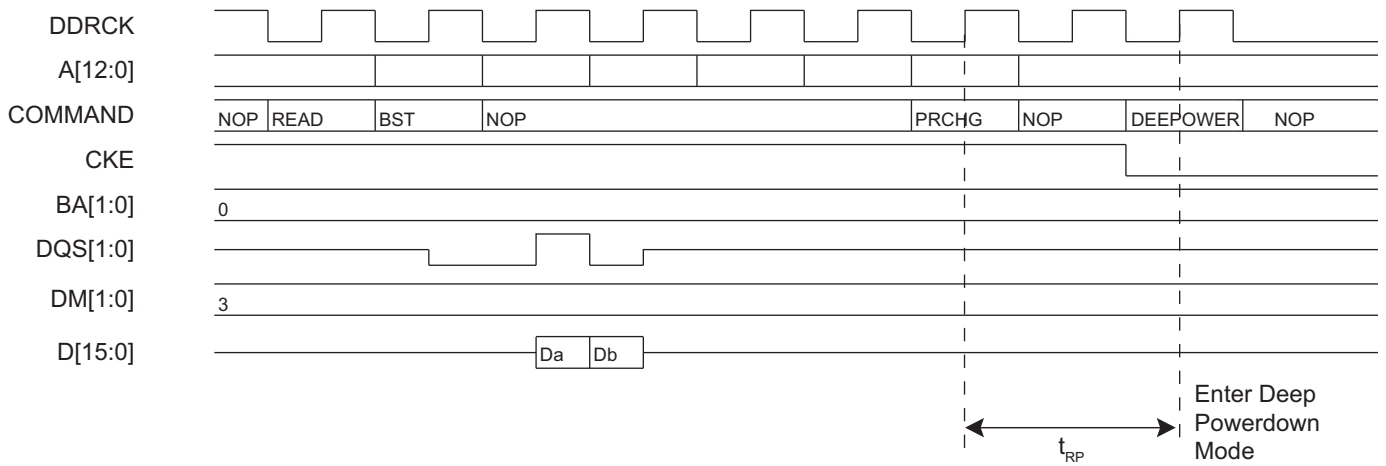 DDRCK
A[12:0]
COMMAND NOP READ BST NOP PRCHG NOP DEEPOWER NOP
CKE
BA[1:0] 0
DQS[1:0]
DM[1:0] 3
D[15:0] Da Db
Enter Deep
Powerdown
Mode
tRP